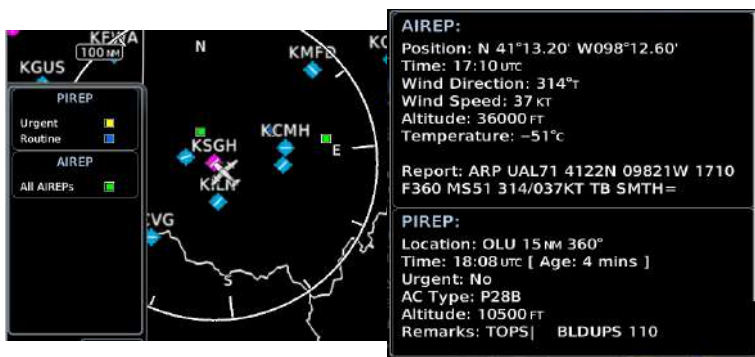 KFWA
100 NM
KGUS
N
KMFD
PIREP
Urgent
Routine
AIREP
All AIREPs
KCMH
KSGH
E
KILN
S
AIREP:
Position: N 41°13.20' W098°12.60'
Time: 17:10 UTC
Wind Direction: 314°T
Wind Speed: 37 KT
Altitude: 36000 FT
Temperature: −51°C
Report: ARP UAL71 4122N 09821W 1710
F360 MS51 314/037KT TB SMTH=
PIREP:
Location: OLU 15 NM 360°
Time: 18:08 UTC [ Age: 4 mins ]
Urgent: No
AC Type: P28B
Altitude: 10500 FT
Remarks: TOPS| BLDUPS 110